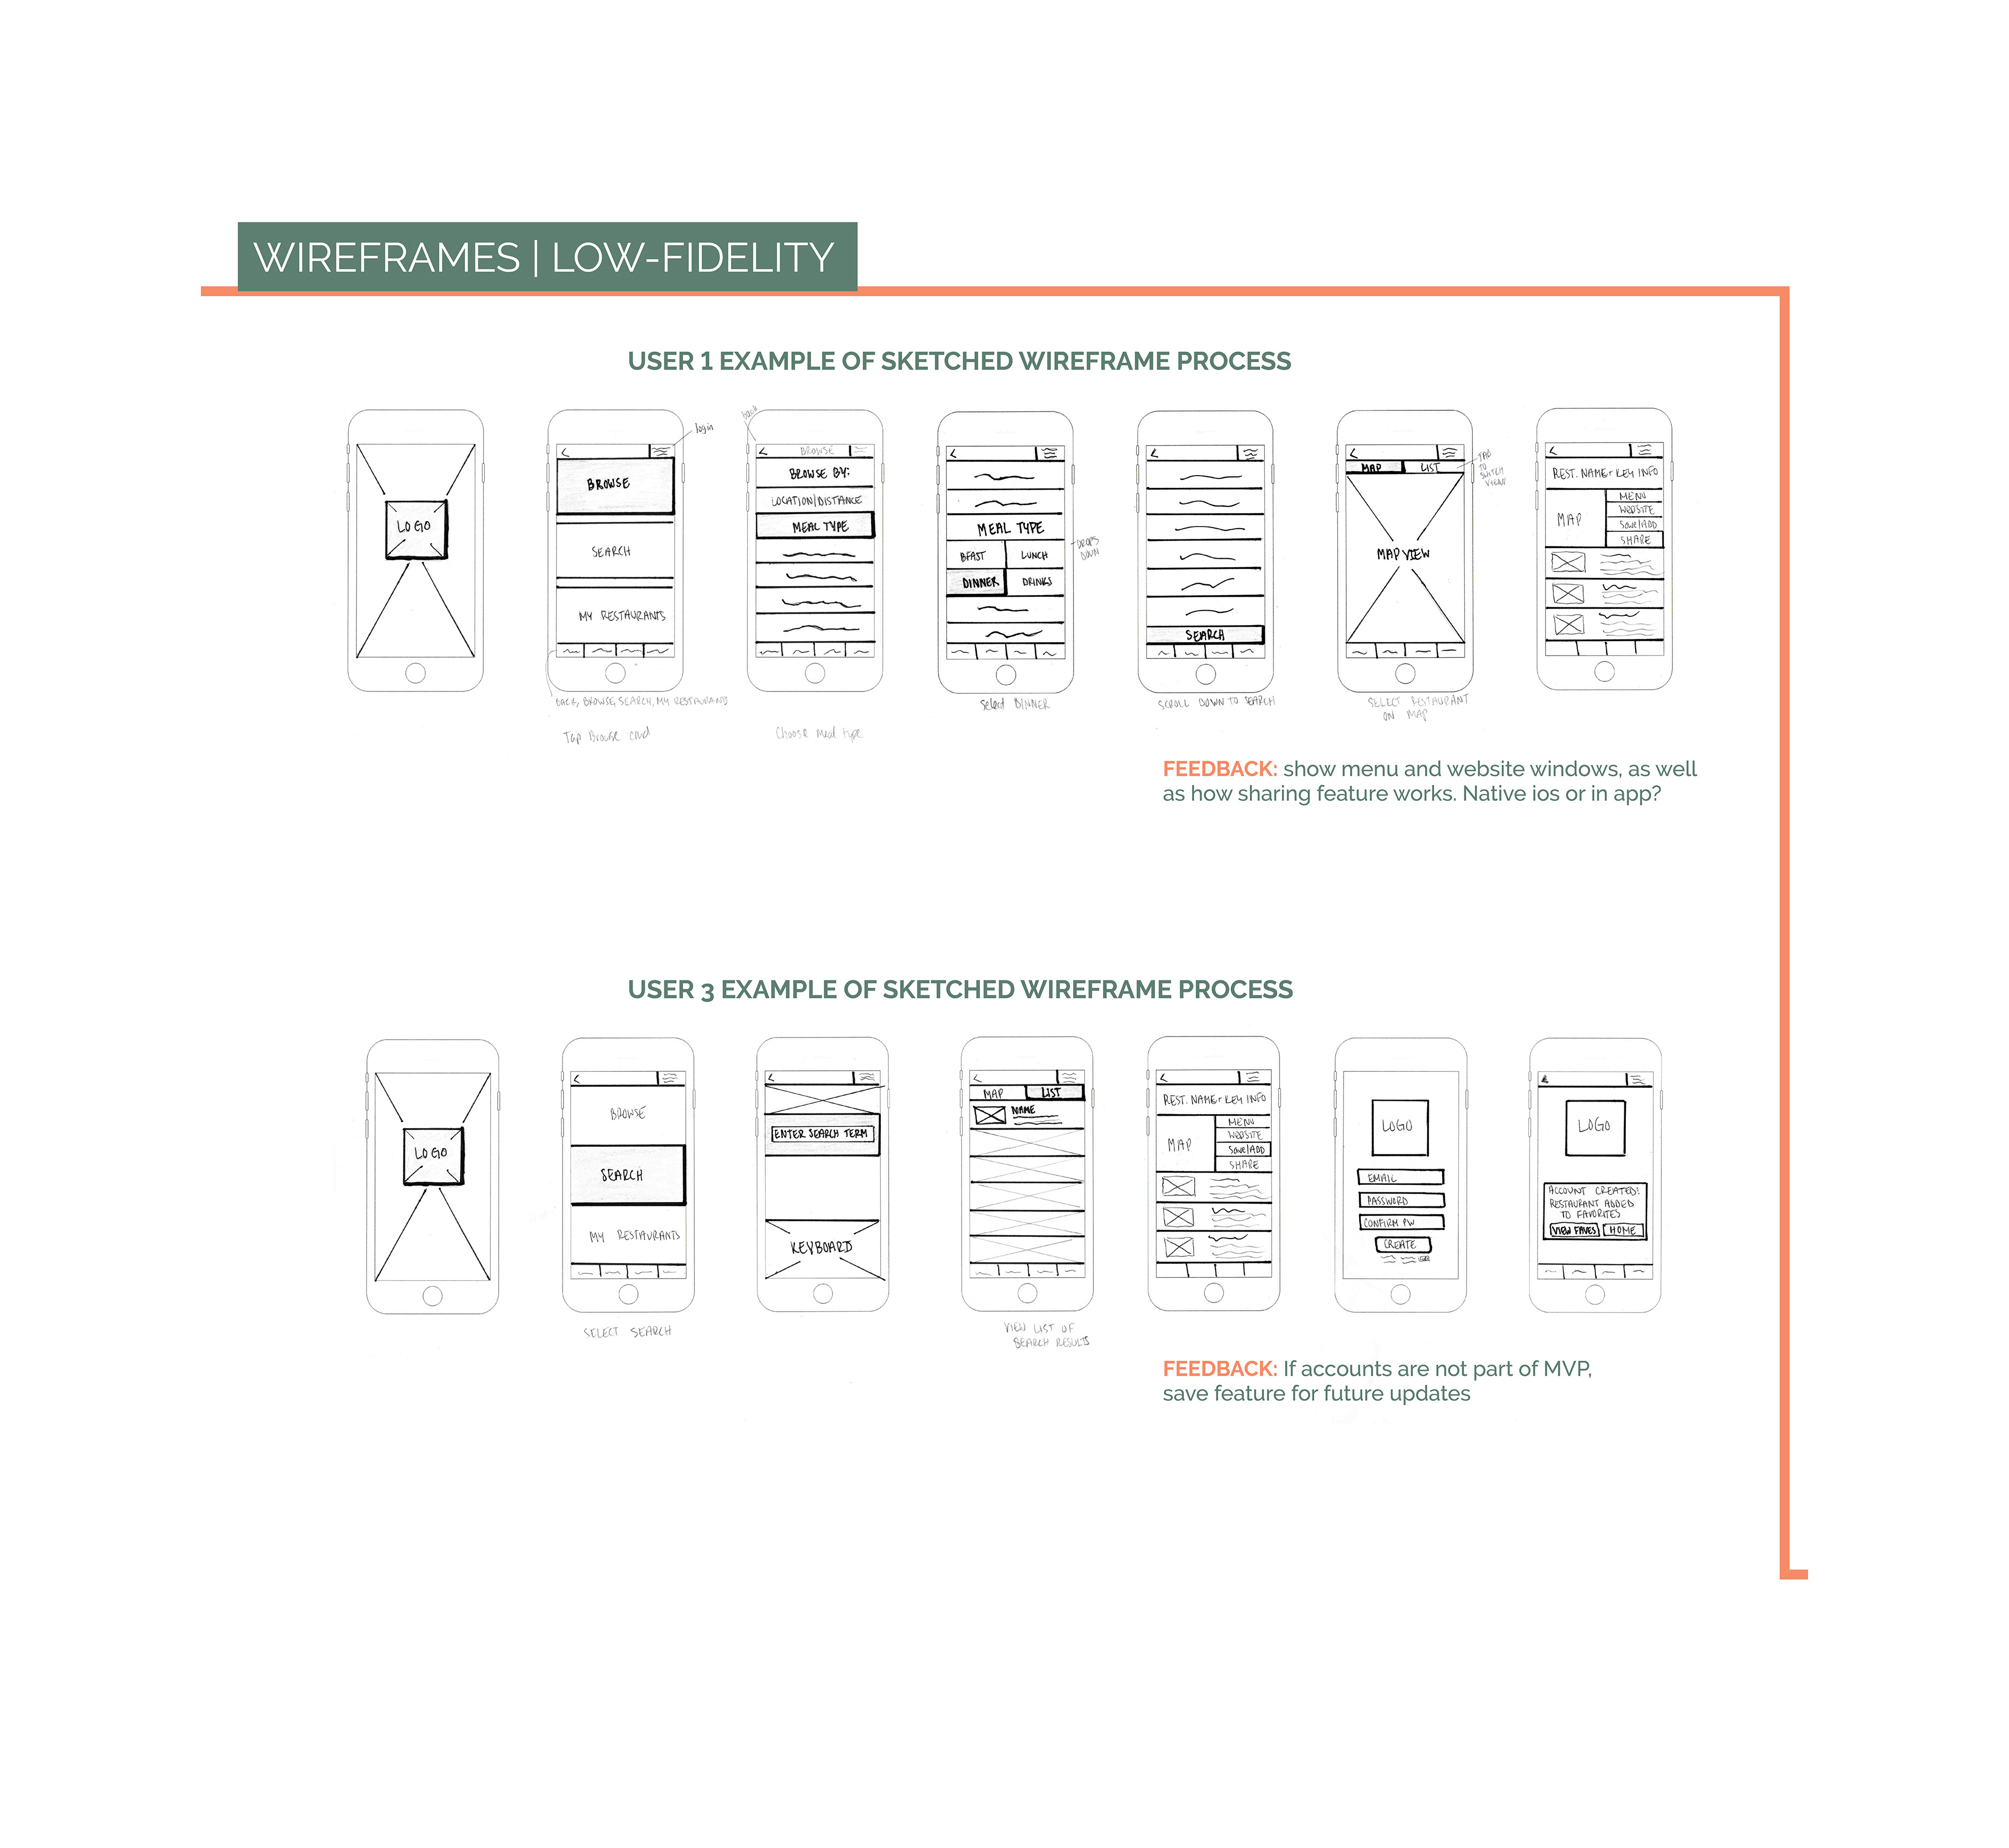 WIREFRAMES | LOW-FIDELITY
USER 1 EXAMPLE OF SKETCHED WIREFRAME PROCESS
LOGO
login
BROWSE
SEARCH
MY RESTAURANTS
BACK, BROWSE, SEARCH, MY RESTAURANTS
Tap Browse cmd
back
BROWSE
BROWSE BY:
LOCATION/DISTANCE
MEAL TYPE
Choose Meal type
MEAL TYPE
BFAST
LUNCH
DINNER
DRINKS
DROPS
DOWN
Select DINNER
SEARCH
SCROLL DOWN TO SEARCH
MAP
LIST
TAB
TO
SWITCH
VIEWS
MAP VIEW
SELECT RESTAURANT
ON MAP
REST. NAME + KEY INFO
MAP
MENU
WEBSITE
Save/ADD
SHARE
FEEDBACK: show menu and website windows, as well
as how sharing feature works. Native ios or in app?
USER 3 EXAMPLE OF SKETCHED WIREFRAME PROCESS
LOGO
BROWSE
SEARCH
MY RESTAURANTS
SELECT SEARCH
ENTER SEARCH TERM
KEYBOARD
MAP
LIST
NAME
VIEW LIST OF
SEARCH RESULTS
REST. NAME + KEY INFO
MAP
MENU
WEBSITE
Save/ADD
SHARE
LOGO
EMAIL
PASSWORD
CONFIRM PW
CREATE
LOGO
ACCOUNT CREATED!
RESTAURANT ADDED
TO FAVORITES
VIEW FAVES
HOME
FEEDBACK: If accounts are not part of MVP,
save feature for future updates